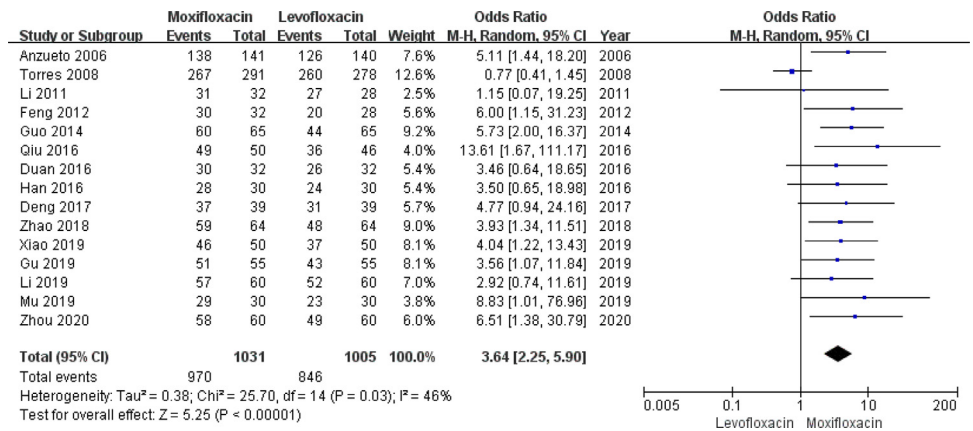 Moxifloxacin Levofloxacin Odds Ratio Odds Ratio
Study or Subgroup Events Total Events Total Weight M-H, Random, 95% CI Year M-H, Random, 95% CI
Anzueto 2006 138 141 126 140 7.6% 5.11 [1.44, 18.20] 2006
Torres 2008 267 291 260 278 12.6% 0.77 [0.41, 1.45] 2008
Li 2011 31 32 27 28 2.5% 1.15 [0.07, 19.25] 2011
Feng 2012 30 32 20 28 5.6% 6.00 [1.15, 31.23] 2012
Guo 2014 60 65 44 65 9.2% 5.73 [2.00, 16.37] 2014
Qiu 2016 49 50 36 46 4.0% 13.61 [1.67, 111.17] 2016
Duan 2016 30 32 26 32 5.4% 3.46 [0.64, 18.65] 2016
Han 2016 28 30 24 30 5.4% 3.50 [0.65, 18.98] 2016
Deng 2017 37 39 31 39 5.7% 4.77 [0.94, 24.16] 2017
Zhao 2018 59 64 48 64 9.0% 3.93 [1.34, 11.51] 2018
Xiao 2019 46 50 37 50 8.1% 4.04 [1.22, 13.43] 2019
Gu 2019 51 55 43 55 8.1% 3.56 [1.07, 11.84] 2019
Li 2019 57 60 52 60 7.0% 2.92 [0.74, 11.61] 2019
Mu 2019 29 30 23 30 3.8% 8.83 [1.01, 76.96] 2019
Zhou 2020 58 60 49 60 6.0% 6.51 [1.38, 30.79] 2020
Total (95% CI) 1031 1005 100.0% 3.64 [2.25, 5.90]
Total events 970 846
Heterogeneity: Tau² = 0.38; Chi² = 25.70, df = 14 (P = 0.03); I² = 46%
Test for overall effect: Z = 5.25 (P < 0.00001)
0.005 0.1 1 10 200
Levofloxacin Moxifloxacin